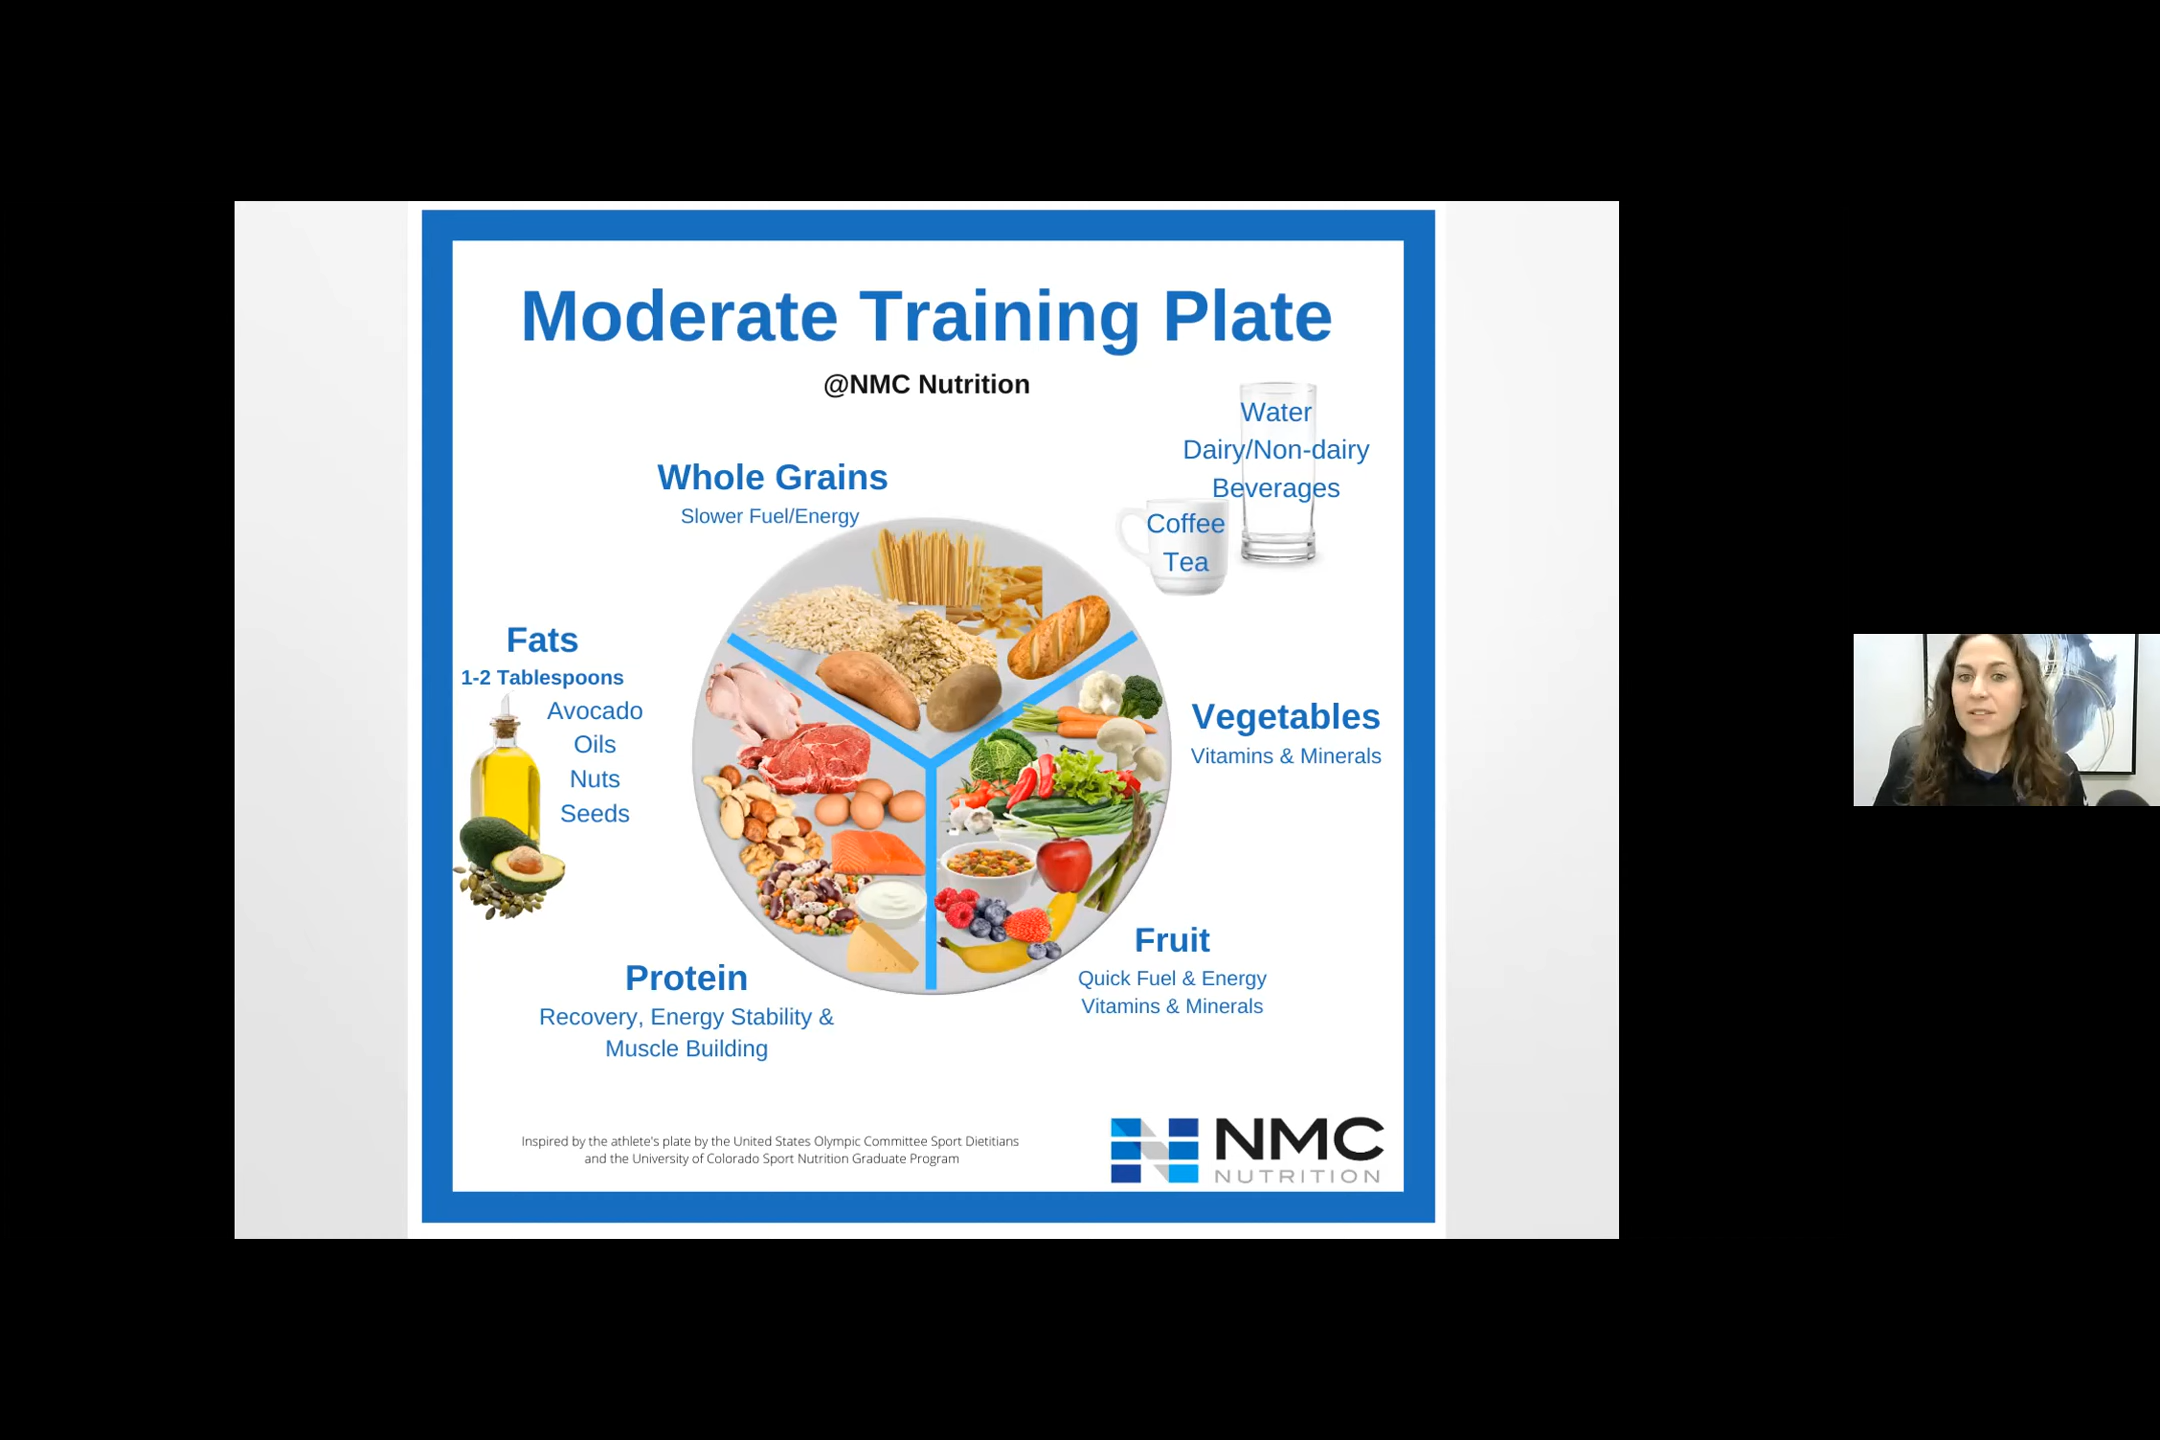 Moderate Training Plate
@NMC Nutrition
Water
Dairy/Non-dairy
Beverages
Coffee
Tea
Whole Grains
Slower Fuel/Energy
Fats
1-2 Tablespoons
Avocado
Oils
Nuts
Seeds
Vegetables
Vitamins & Minerals
Fruit
Quick Fuel & Energy
Vitamins & Minerals
Protein
Recovery, Energy Stability &
Muscle Building
Inspired by the athlete's plate by the United States Olympic Committee Sport Dietitians
and the University of Colorado Sport Nutrition Graduate Program
NMC
NUTRITION